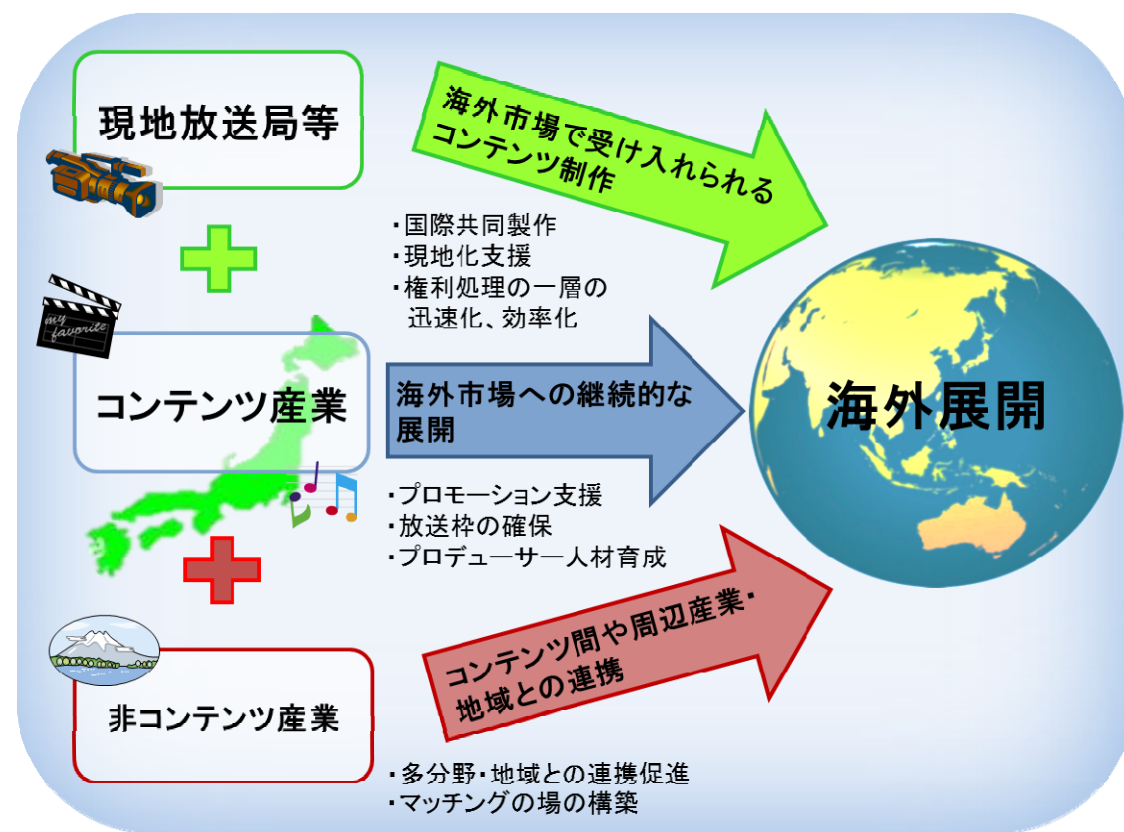 現地放送局等
海外市場で受け入れられる
コンテンツ制作
・国際共同製作
・現地化支援
・権利処理の一層の
迅速化、効率化
my
favorite
コンテンツ産業
海外市場への継続的な
展開
海外展開
・プロモーション支援
・放送枠の確保
・プロデューサー人材育成
コンテンツ間や周辺産業・
地域との連携
非コンテンツ産業
・多分野・地域との連携促進
・マッチングの場の構築